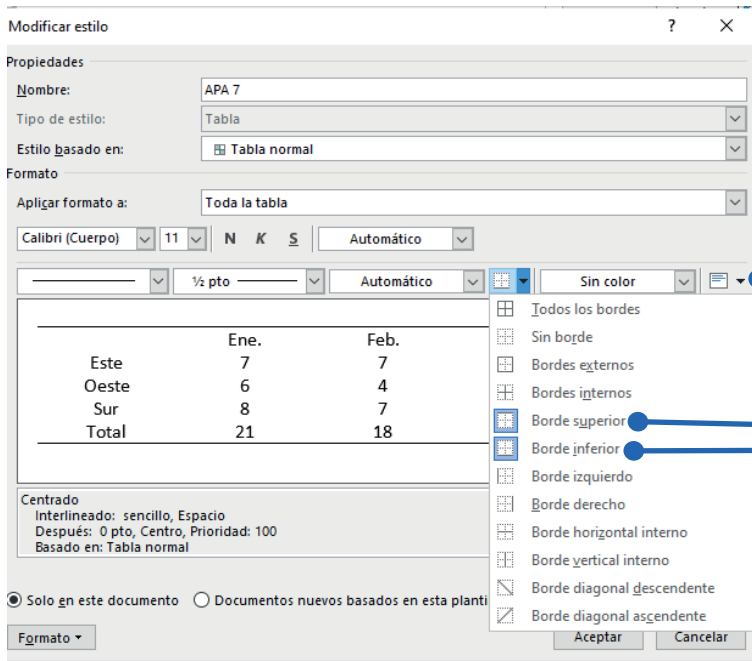 Modificar estilo ? ×
Propiedades
Nombre: APA 7
Tipo de estilo: Tabla
Estilo basado en: Tabla normal
Formato
Aplicar formato a: Toda la tabla
Calibri (Cuerpo) 11 N K S Automático
½ pto Automático Sin color
Ene. Feb.
Este 7 7
Oeste 6 4
Sur 8 7
Total 21 18
Todos los bordes
Sin borde
Bordes externos
Bordes internos
Borde superior
Borde inferior
Borde izquierdo
Borde derecho
Borde horizontal interno
Borde vertical interno
Borde diagonal descendente
Borde diagonal ascendente
Centrado
Interlineado: sencillo, Espacio
Después: 0 pto, Centro, Prioridad: 100
Basado en: Tabla normal
Solo en este documento Documentos nuevos basados en esta planti
Formato Aceptar Cancelar